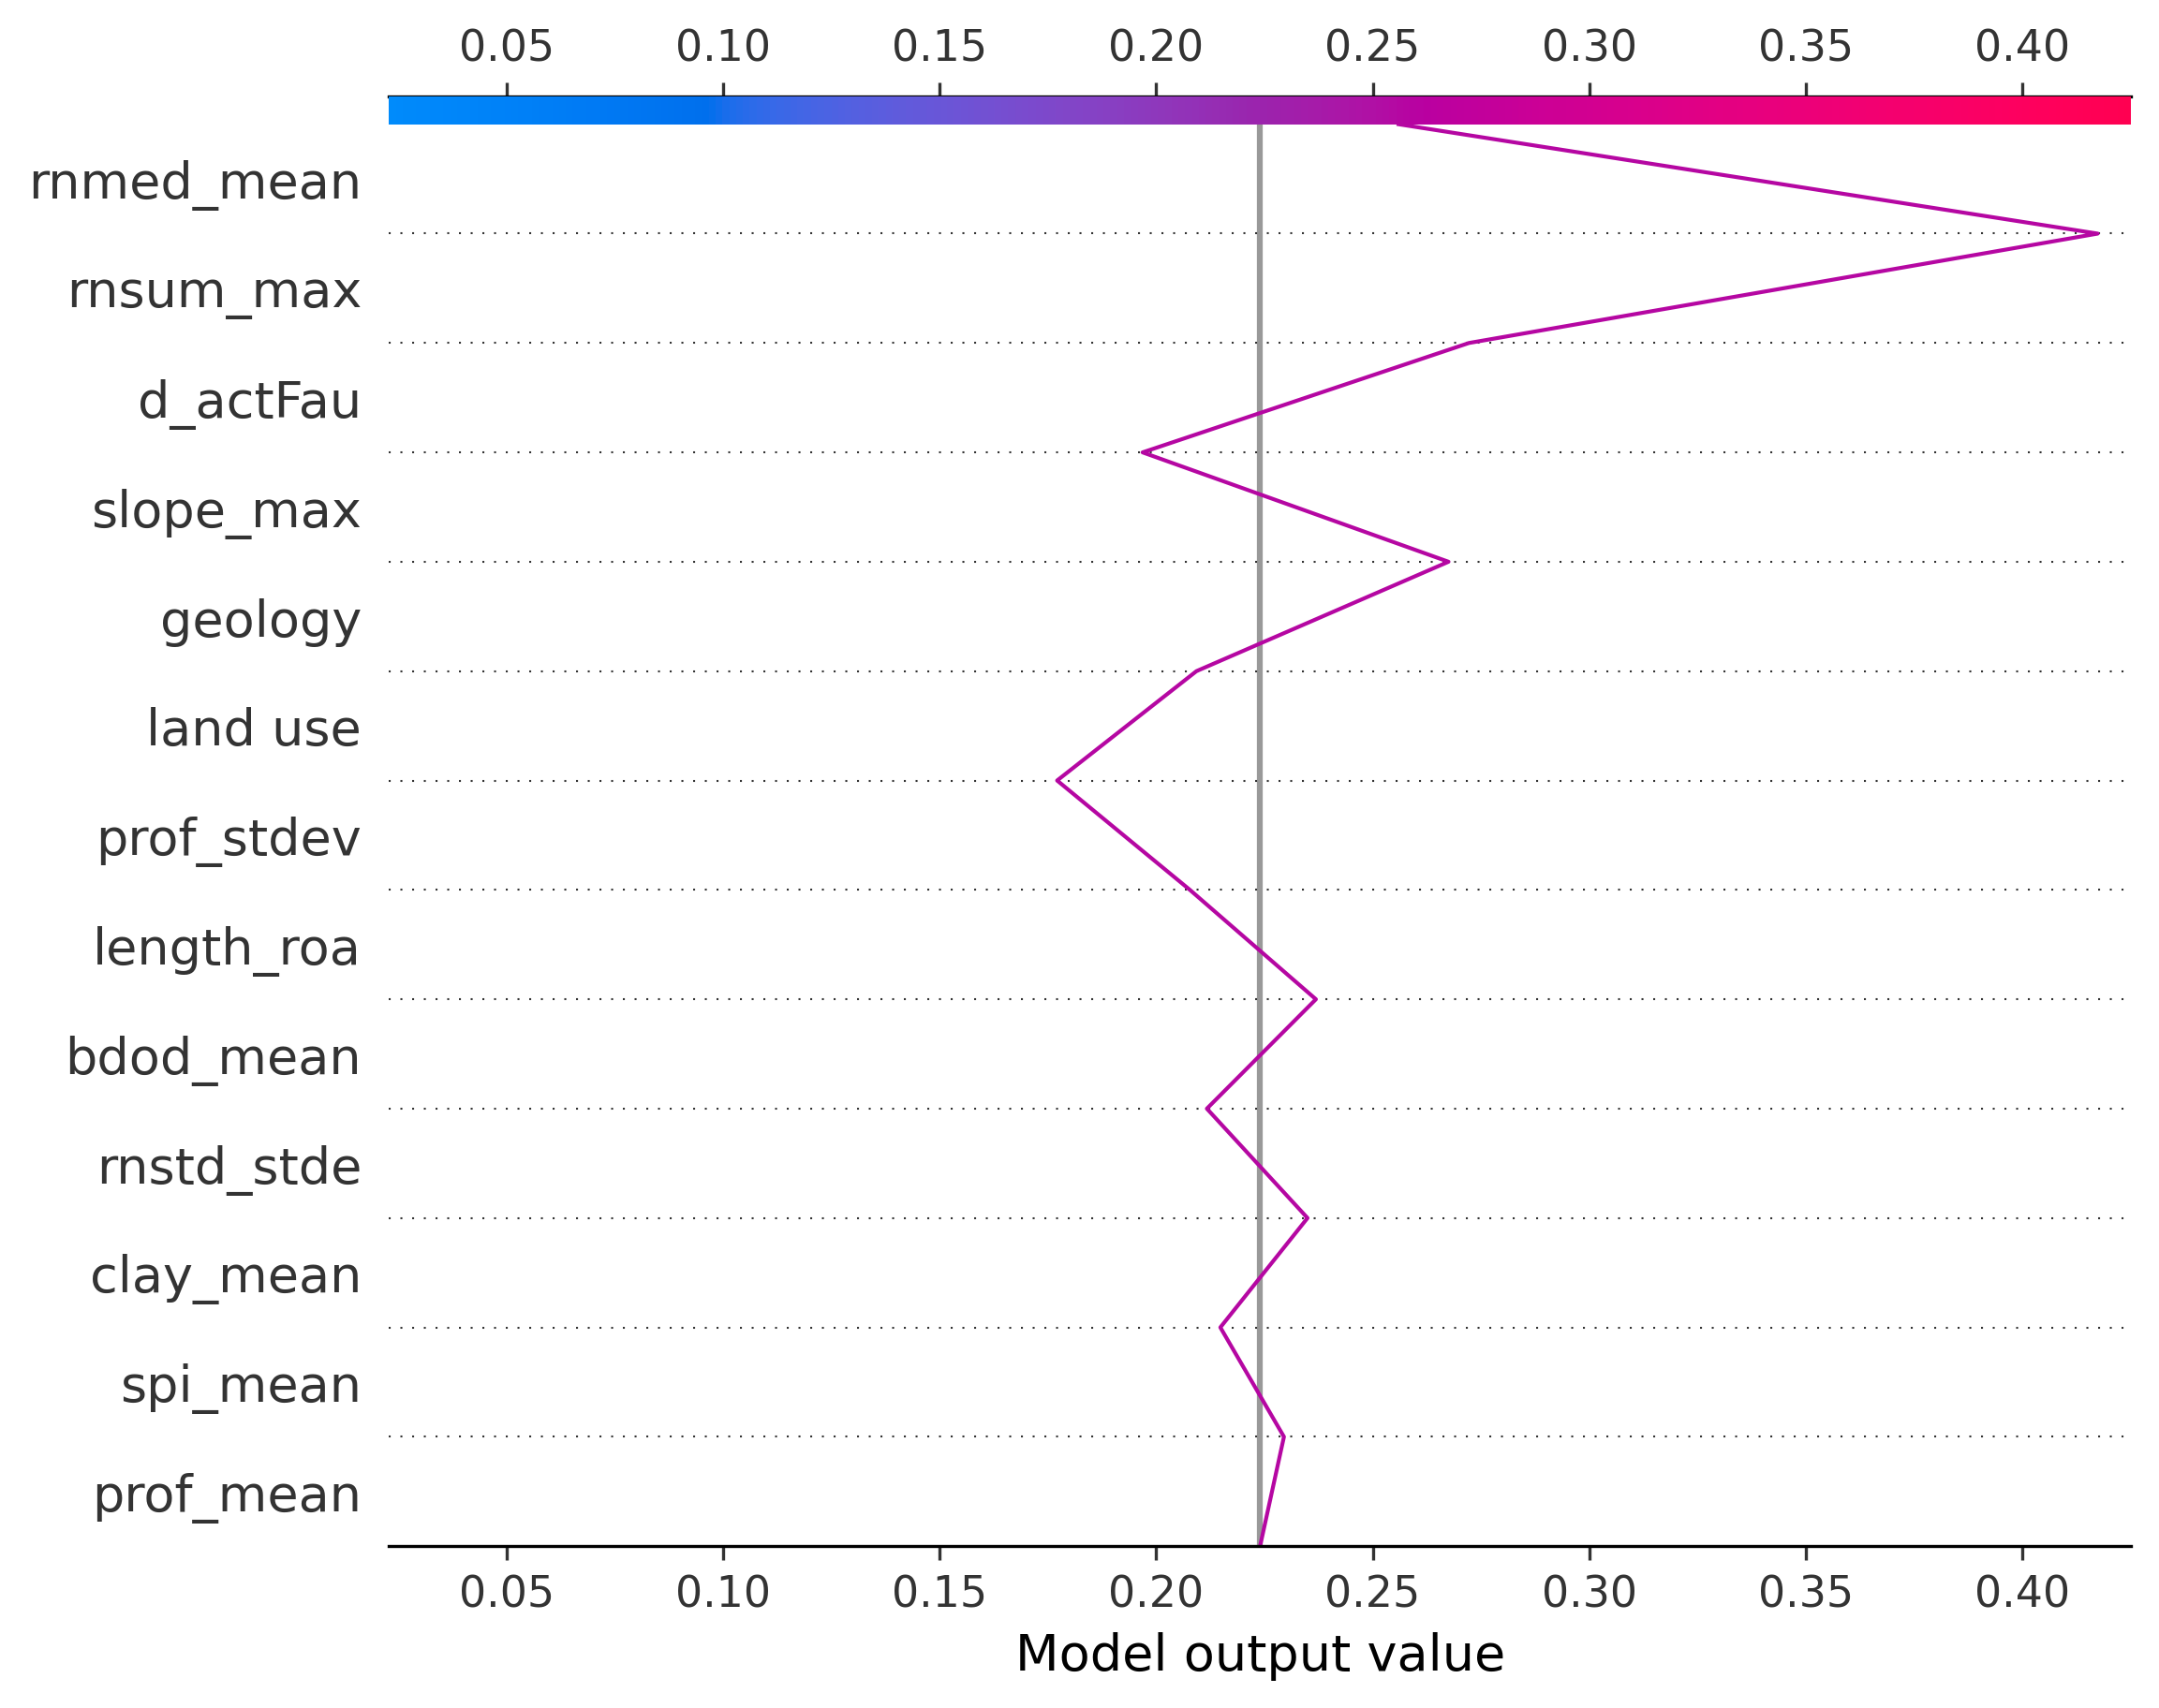 0.05 0.10 0.15 0.20 0.25 0.30 0.35 0.40
rnmed_mean
rnsum_max
d_actFau
slope_max
geology
land use
prof_stdev
length_roa
bdod_mean
rnstd_stde
clay_mean
spi_mean
prof_mean
0.05 0.10 0.15 0.20 0.25 0.30 0.35 0.40
Model output value